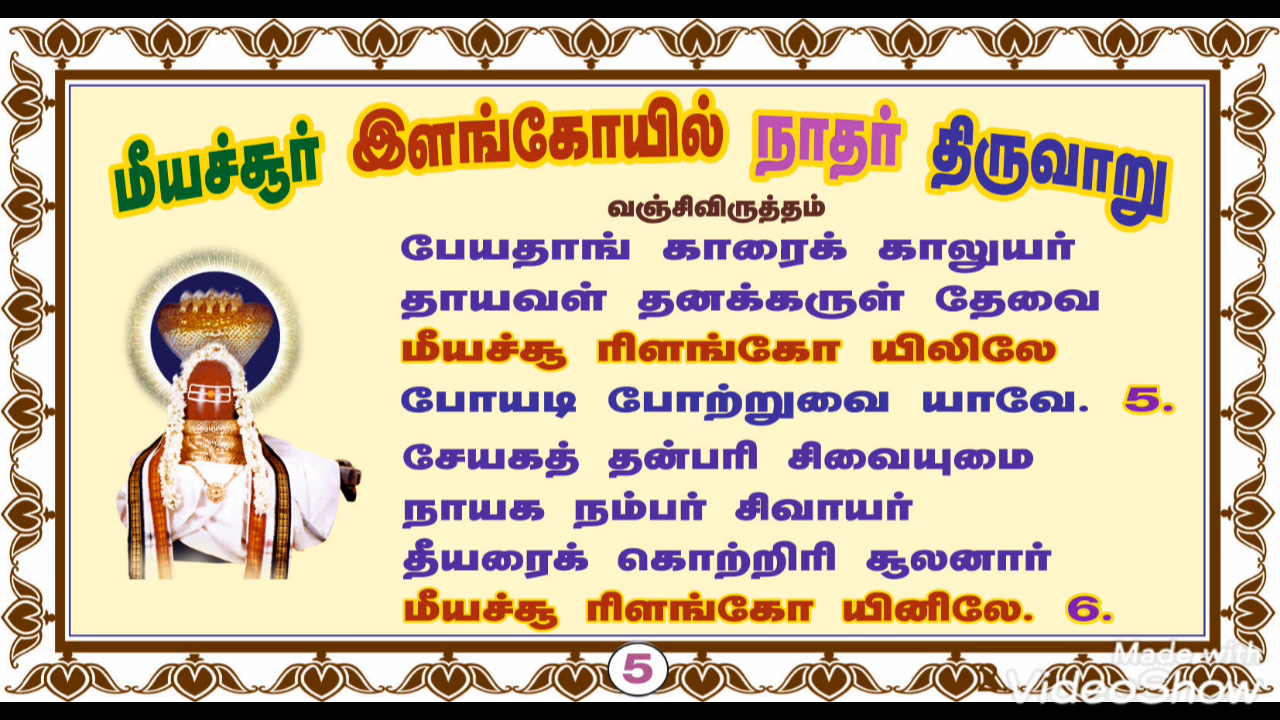 மீயச்சூர் இளங்கோயில் நாதர் திருவாறு
வஞ்சிவிருத்தம்
பேயதாங் காரைக் காலுயர்
தாயவள் தனக்கருள் தேவை
மீயச்சூ ரிளங்கோ யிலிலே
போயடி போற்றுவை யாவே. 5.
சேயகத் தன்பரி சிவையுமை
நாயக நம்பர் சிவாயர்
தீயரைக் கொற்றிரி சூலனார்
மீயச்சூ ரிளங்கோ யினிலே. 6.
5
Made with
VideoShow